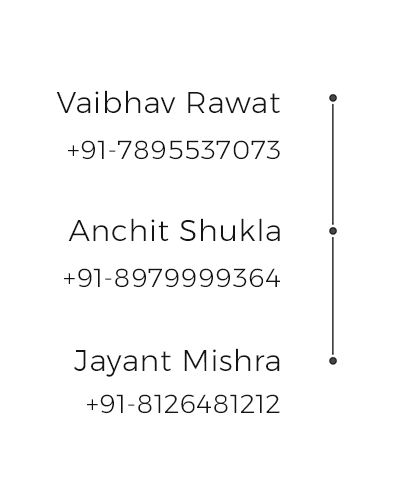 Vaibhav Rawat
+91-7895537073
Anchit Shukla
+91-8979999364
Jayant Mishra
+91-8126481212